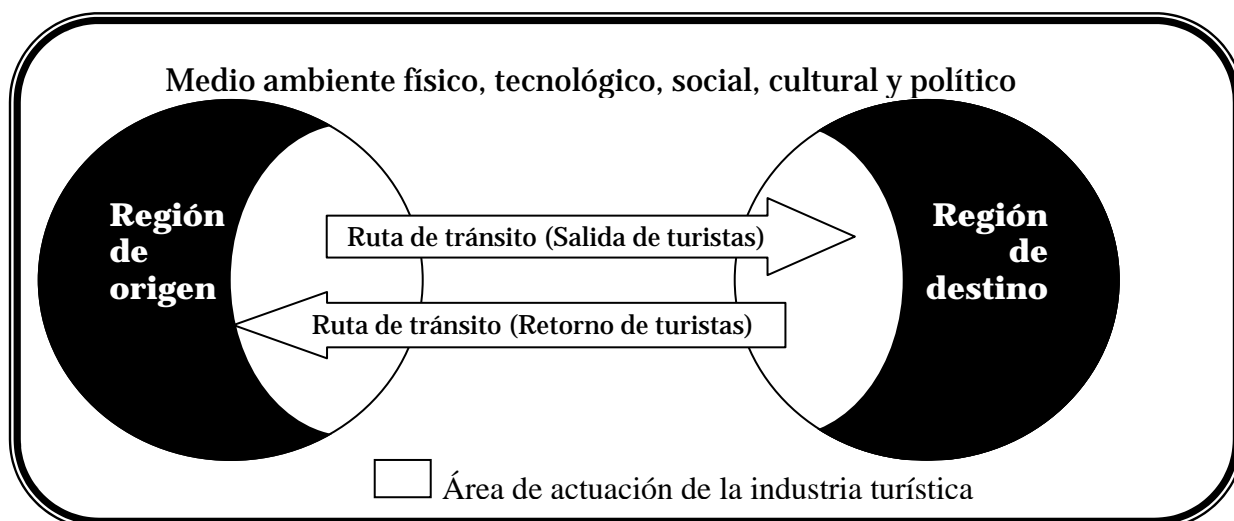 Medio ambiente físico, tecnológico, social, cultural y político
Región
de
origen
Ruta de tránsito (Salida de turistas)
Ruta de tránsito (Retorno de turistas)
Región
de
destino
Área de actuación de la industria turística